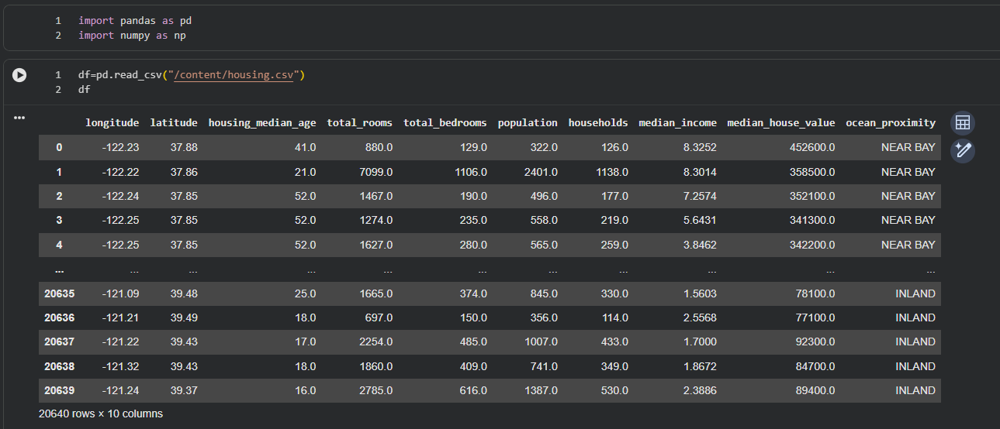 1 import pandas as pd
2 import numpy as np
1 df=pd.read_csv("/content/housing.csv")
2 df
longitude latitude housing_median_age total_rooms total_bedrooms population households median_income median_house_value ocean_proximity
0 -122.23 37.88 41.0 880.0 129.0 322.0 126.0 8.3252 452600.0 NEAR BAY
1 -122.22 37.86 21.0 7099.0 1106.0 2401.0 1138.0 8.3014 358500.0 NEAR BAY
2 -122.24 37.85 52.0 1467.0 190.0 496.0 177.0 7.2574 352100.0 NEAR BAY
3 -122.25 37.85 52.0 1274.0 235.0 558.0 219.0 5.6431 341300.0 NEAR BAY
4 -122.25 37.85 52.0 1627.0 280.0 565.0 259.0 3.8462 342200.0 NEAR BAY
... ... ... ... ... ... ... ... ... ... ...
20635 -121.09 39.48 25.0 1665.0 374.0 845.0 330.0 1.5603 78100.0 INLAND
20636 -121.21 39.49 18.0 697.0 150.0 356.0 114.0 2.5568 77100.0 INLAND
20637 -121.22 39.43 17.0 2254.0 485.0 1007.0 433.0 1.7000 92300.0 INLAND
20638 -121.32 39.43 18.0 1860.0 409.0 741.0 349.0 1.8672 84700.0 INLAND
20639 -121.24 39.37 16.0 2785.0 616.0 1387.0 530.0 2.3886 89400.0 INLAND
20640 rows × 10 columns